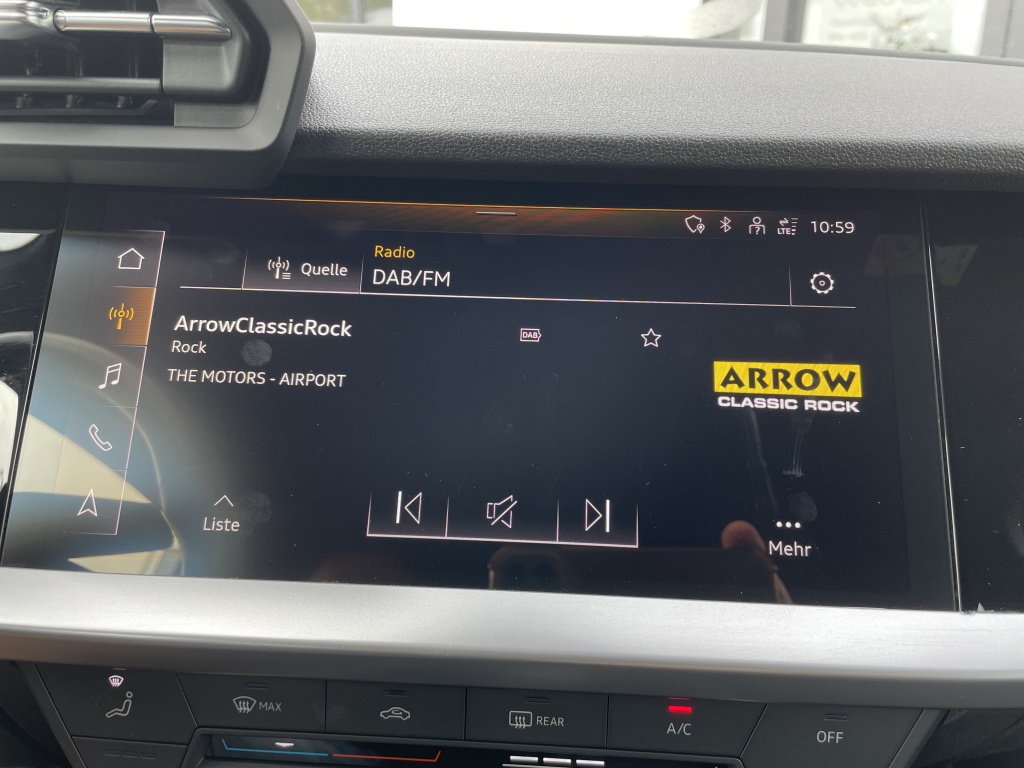 LTE 10:59
Quelle
Radio
DAB/FM
ArrowClassicRock
DAB
Rock
THE MOTORS - AIRPORT
ARROW
CLASSIC ROCK
Liste
Mehr
MAX
REAR
A/C
OFF